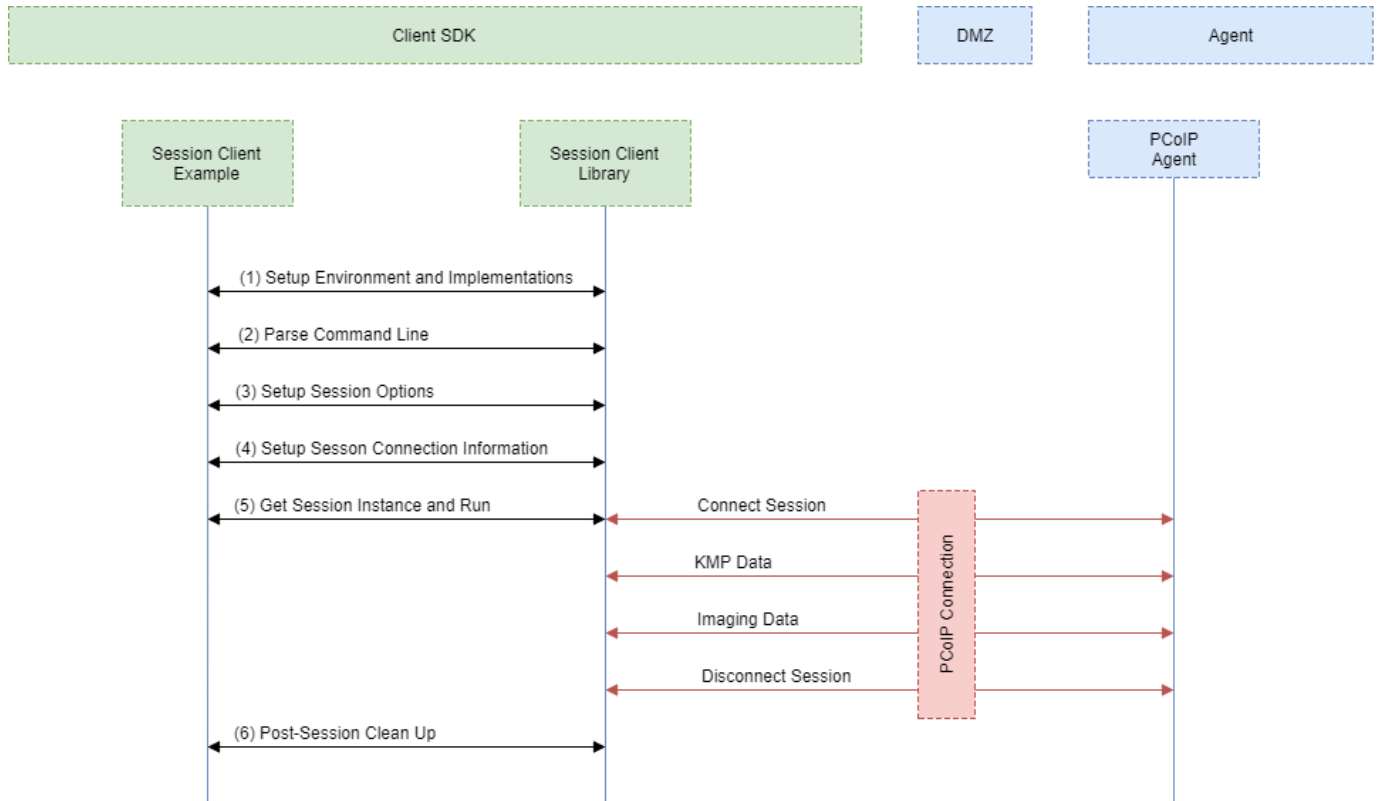 Client SDK
DMZ
Agent
Session Client
Example
Session Client
Library
PCoIP
Agent
(1) Setup Environment and Implementations
(2) Parse Command Line
(3) Setup Session Options
(4) Setup Sesson Connection Information
(5) Get Session Instance and Run
Connect Session
KMP Data
Imaging Data
Disconnect Session
PCoIP Connection
(6) Post-Session Clean Up